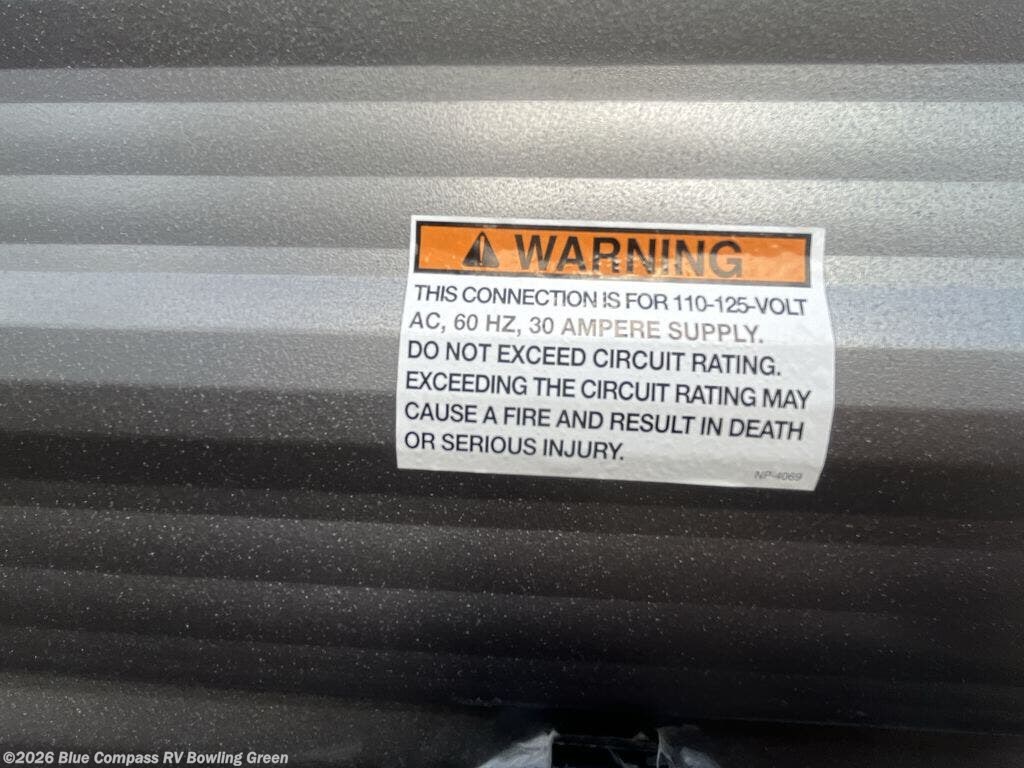 WARNING
THIS CONNECTION IS FOR 110-125-VOLT
AC, 60 HZ, 30 AMPERE SUPPLY.
DO NOT EXCEED CIRCUIT RATING.
EXCEEDING THE CIRCUIT RATING MAY
CAUSE A FIRE AND RESULT IN DEATH
OR SERIOUS INJURY.
NP-4069
©2026 Blue Compass RV Bowling Green